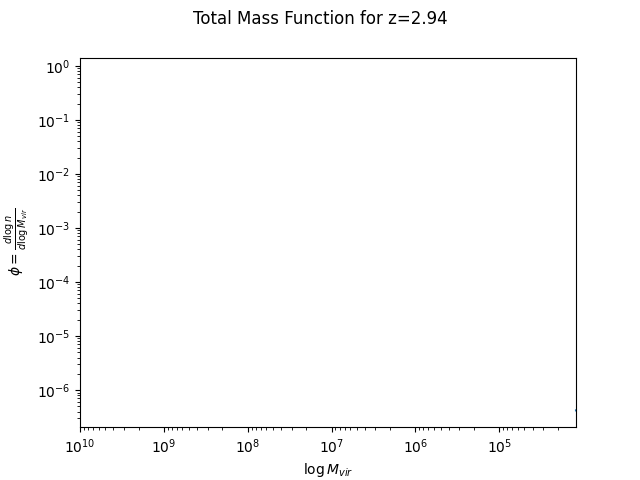 Total Mass Function for z=2.94
10⁰
10⁻¹
10⁻²
10⁻³
10⁻⁴
10⁻⁵
10⁻⁶
ϕ = d log n / d log M_vir
10¹⁰ 10⁹ 10⁸ 10⁷ 10⁶ 10⁵
log M_vir